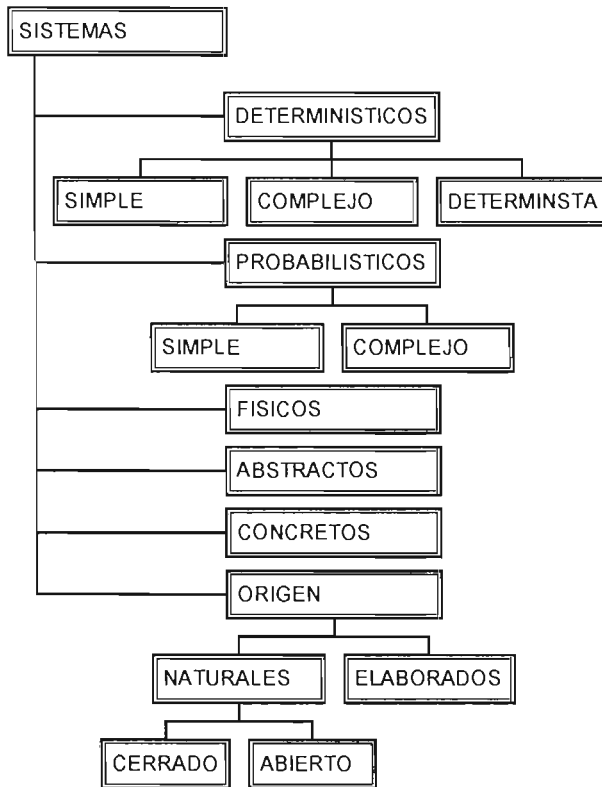 SISTEMAS
DETERMINISTICOS
SIMPLE COMPLEJO DETERMINSTA
PROBABILISTICOS
SIMPLE COMPLEJO
FISICOS
ABSTRACTOS
CONCRETOS
ORIGEN
NATURALES ELABORADOS
CERRADO ABIERTO